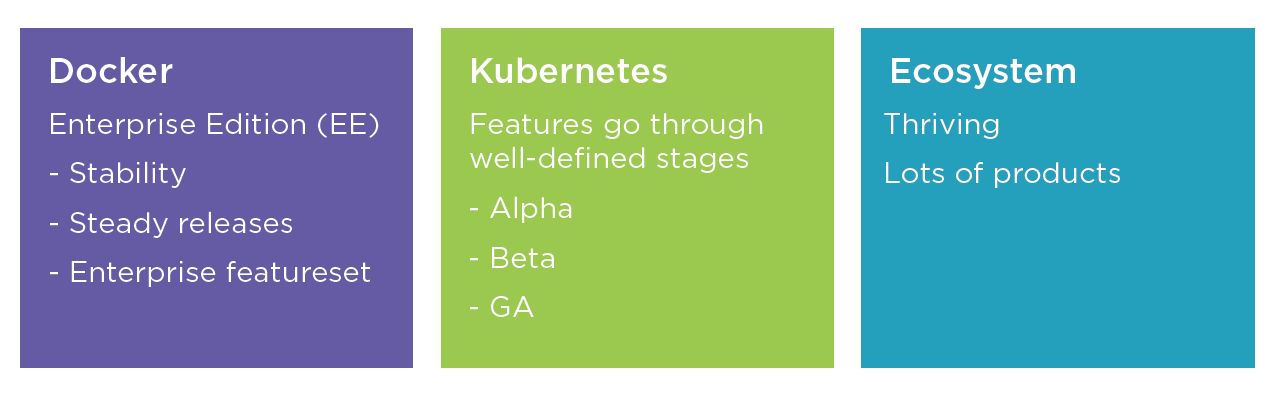 Docker
Enterprise Edition (EE)
- Stability
- Steady releases
- Enterprise featureset
Kubernetes
Features go through
well-defined stages
- Alpha
- Beta
- GA
Ecosystem
Thriving
Lots of products